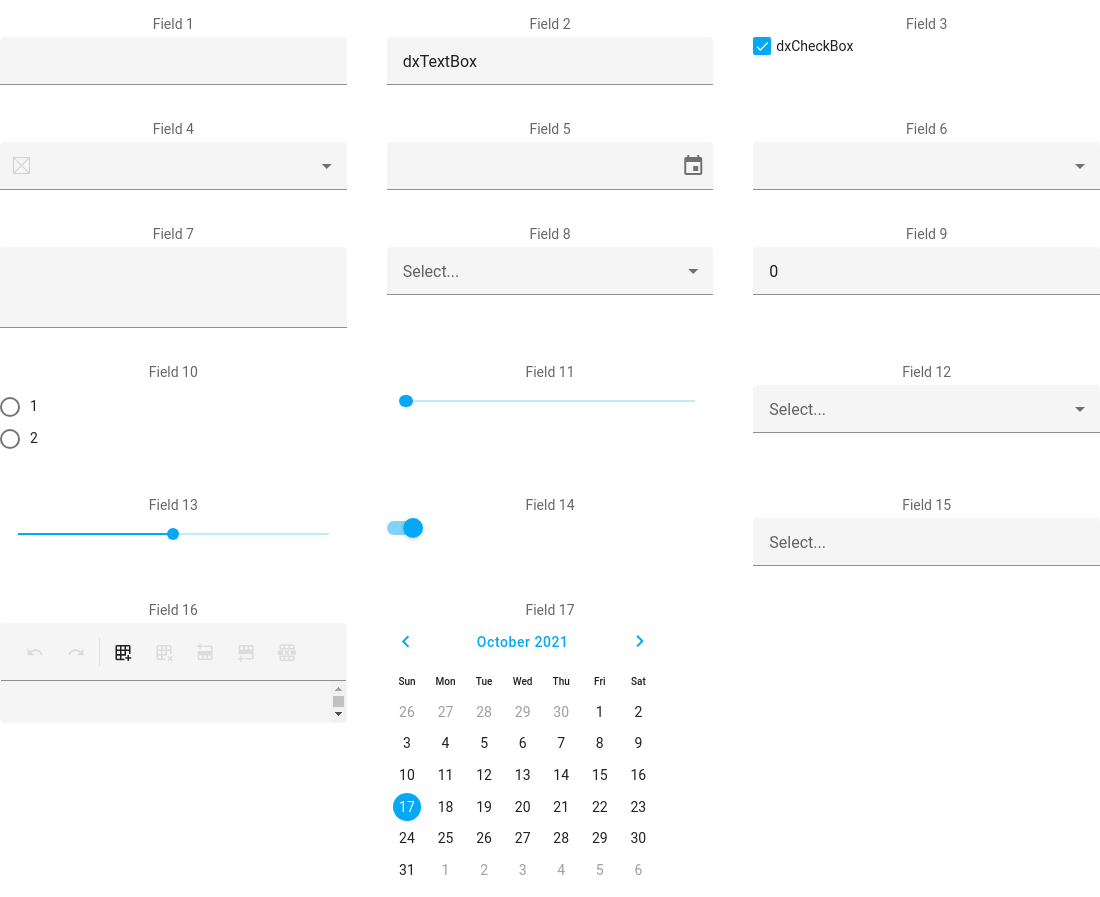 Field 1
Field 2
dxTextBox
Field 3
dxCheckBox
Field 4
Field 5
Field 6
Field 7
Field 8
Select...
Field 9
0
Field 10
1
2
Field 11
Field 12
Select...
Field 13
Field 14
Field 15
Select...
Field 16
Field 17
October 2021
Sun Mon Tue Wed Thu Fri Sat
26 27 28 29 30 1 2
3 4 5 6 7 8 9
10 11 12 13 14 15 16
17 18 19 20 21 22 23
24 25 26 27 28 29 30
31 1 2 3 4 5 6